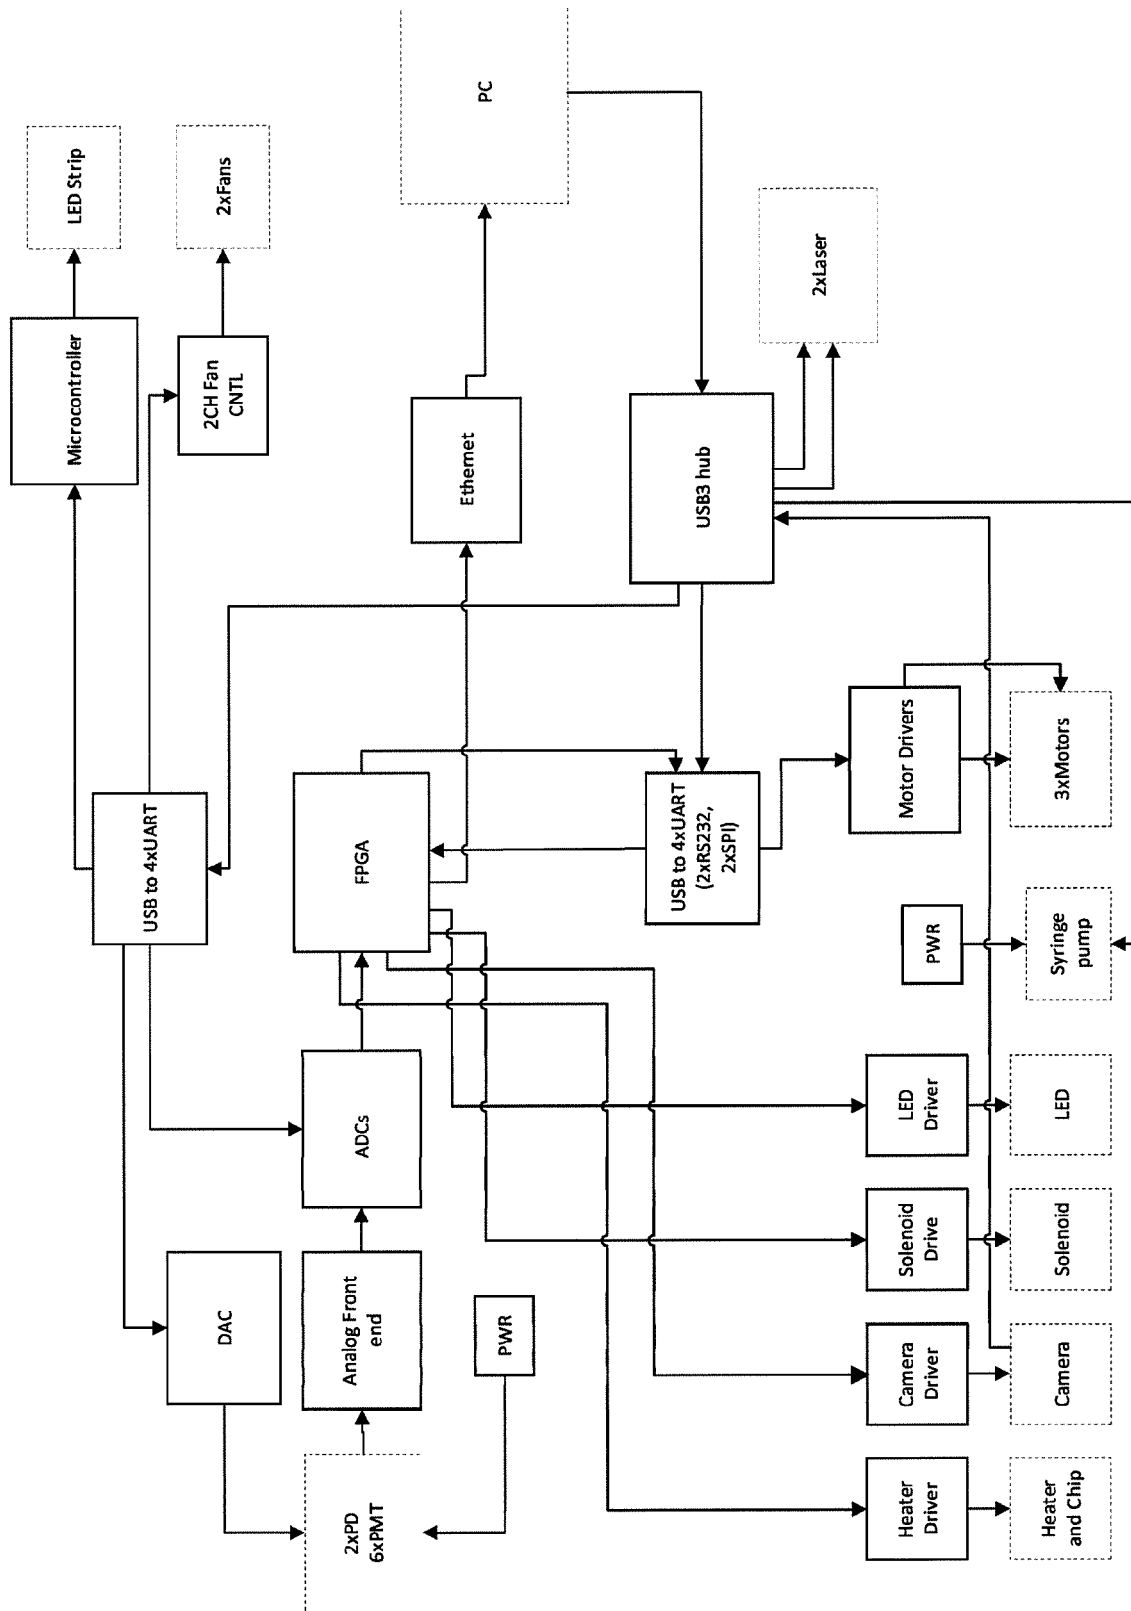 LED Strip
2xFans
PC
Microcontroller
2CH Fan
CNTL
Ethernet
2xLaser
USB3 hub
USB to 4xUART
FPGA
USB to 4xUART
(2xRS232,
2xSPI)
Motor Drivers
3xMotors
PWR
Syringe
pump
ADCs
LED
Driver
LED
DAC
Analog Front
end
PWR
Solenoid
Drive
Solenoid
2xPD
6xPMT
Camera
Driver
Camera
Heater
Driver
Heater
and Chip